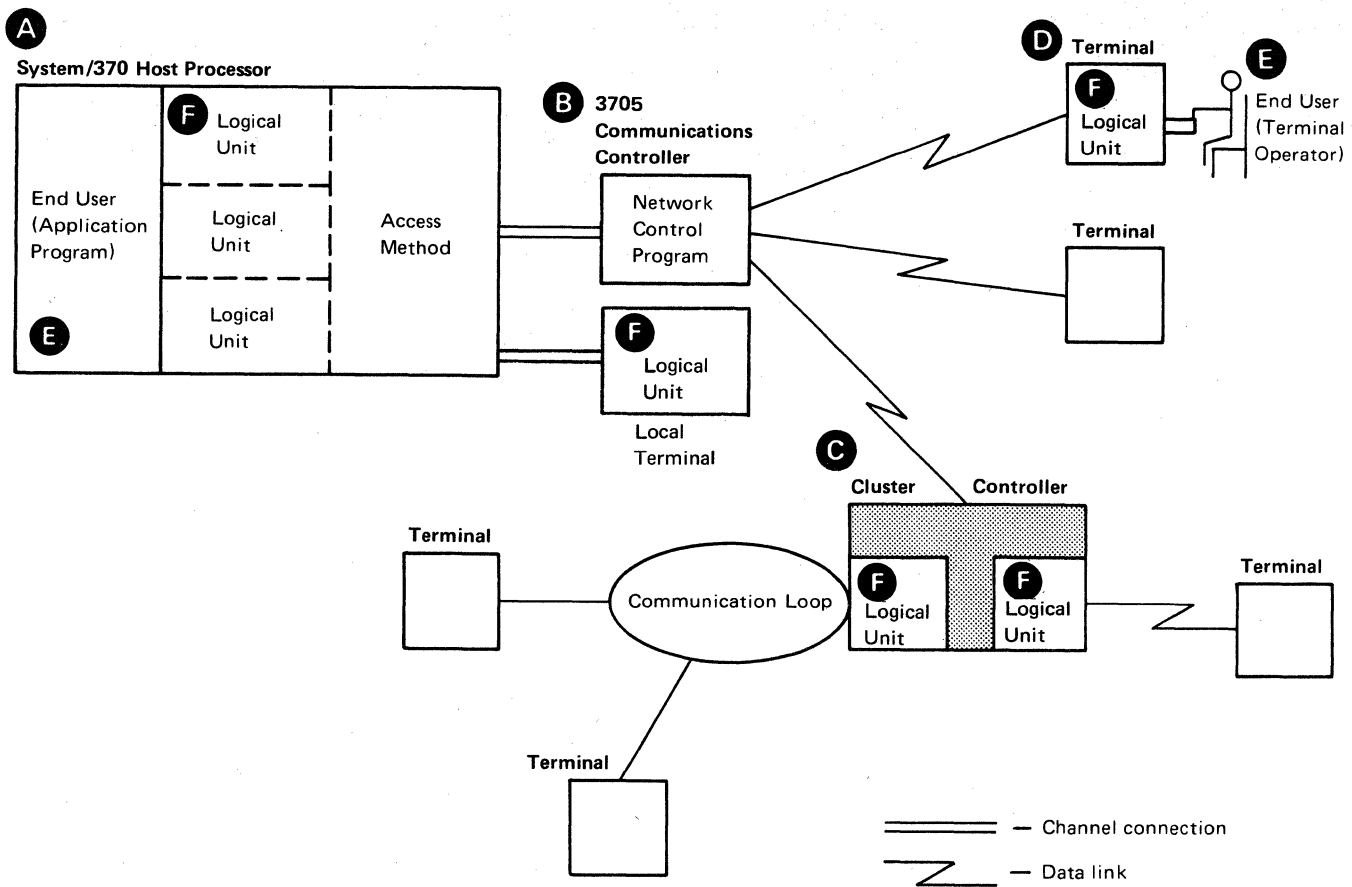 A
System/370 Host Processor
End User
(Application
Program)
E
F
Logical
Unit
Logical
Unit
Logical
Unit
Access
Method
B
3705
Communications
Controller
Network
Control
Program
F
Logical
Unit
Local
Terminal
D
Terminal
F
Logical
Unit
E
End User
(Terminal
Operator)
Terminal
C
Cluster Controller
F
Logical
Unit
F
Logical
Unit
Terminal
Communication Loop
Terminal
Terminal
— Channel connection
— Data link